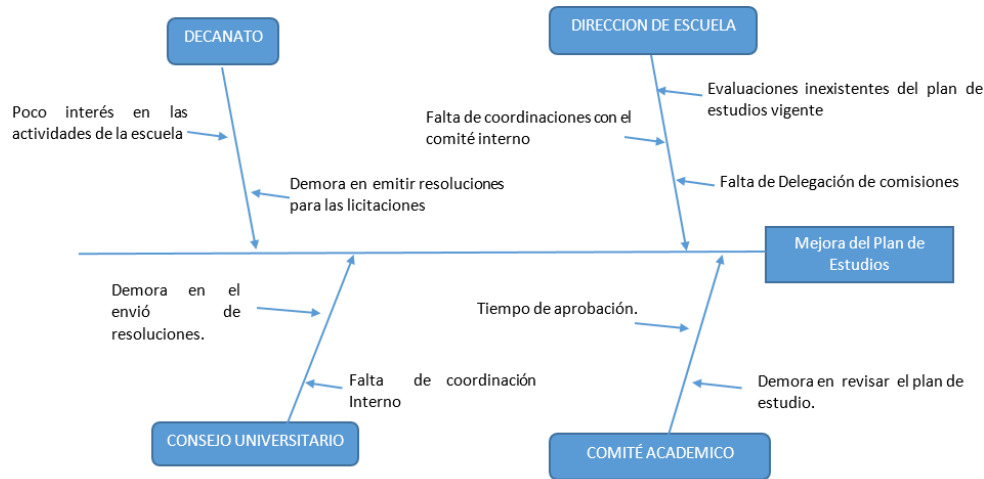 DECANATO
DIRECCION DE ESCUELA
Poco interés en las
actividades de la escuela
Demora en emitir resoluciones
para las licitaciones
Falta de coordinaciones con el
comité interno
Evaluaciones inexistentes del plan de
estudios vigente
Falta de Delegación de comisiones
Mejora del Plan de
Estudios
Demora en el
envió de
resoluciones.
Falta de coordinación
Interno
Tiempo de aprobación.
Demora en revisar el plan de
estudio.
CONSEJO UNIVERSITARIO
COMITÉ ACADEMICO